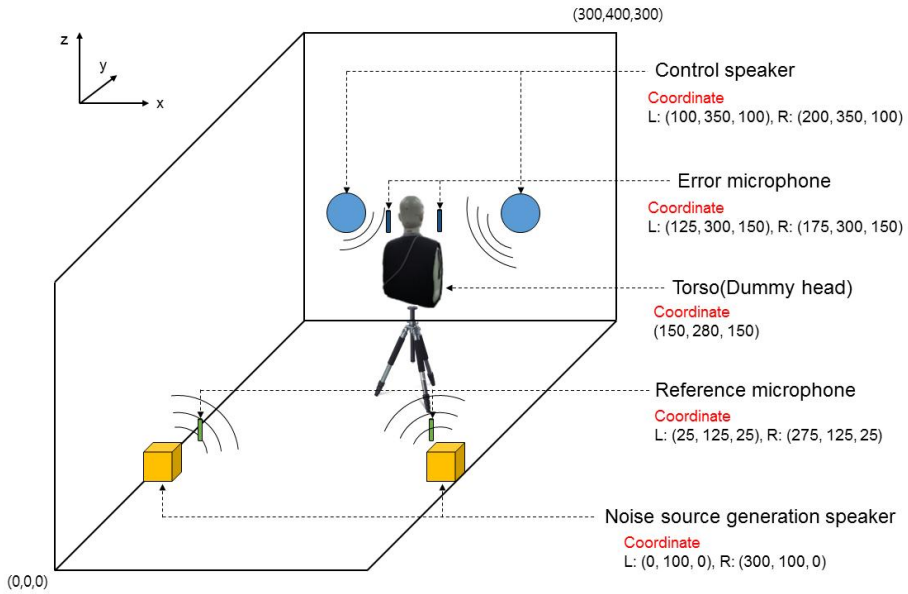 (300,400,300)
z
y
x
Control speaker
Coordinate
L: (100, 350, 100), R: (200, 350, 100)
Error microphone
Coordinate
L: (125, 300, 150), R: (175, 300, 150)
Torso(Dummy head)
Coordinate
(150, 280, 150)
Reference microphone
Coordinate
L: (25, 125, 25), R: (275, 125, 25)
Noise source generation speaker
Coordinate
L: (0, 100, 0), R: (300, 100, 0)
(0,0,0)